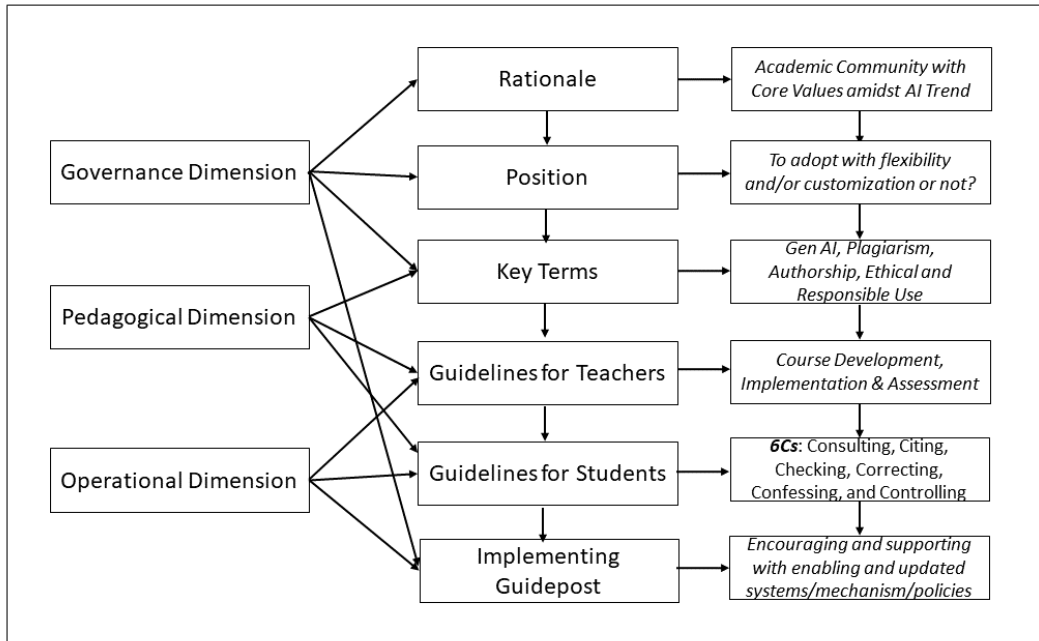 Rationale
Academic Community with
Core Values amidst AI Trend
Governance Dimension
Position
To adopt with flexibility
and/or customization or not?
Key Terms
Gen AI, Plagiarism,
Authorship, Ethical and
Responsible Use
Pedagogical Dimension
Guidelines for Teachers
Course Development,
Implementation & Assessment
Operational Dimension
Guidelines for Students
6Cs: Consulting, Citing,
Checking, Correcting,
Confessing, and Controlling
Implementing
Guidepost
Encouraging and supporting
with enabling and updated
systems/mechanism/policies